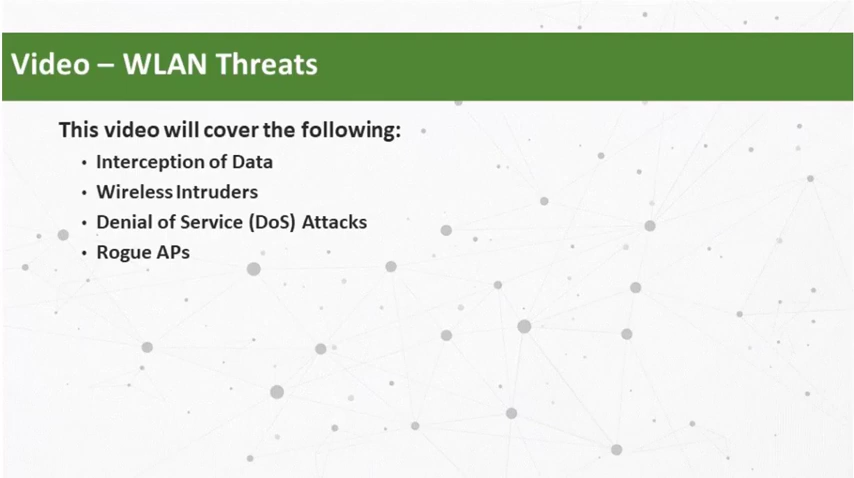 Video – WLAN Threats
This video will cover the following:
• Interception of Data
• Wireless Intruders
• Denial of Service (DoS) Attacks
• Rogue APs